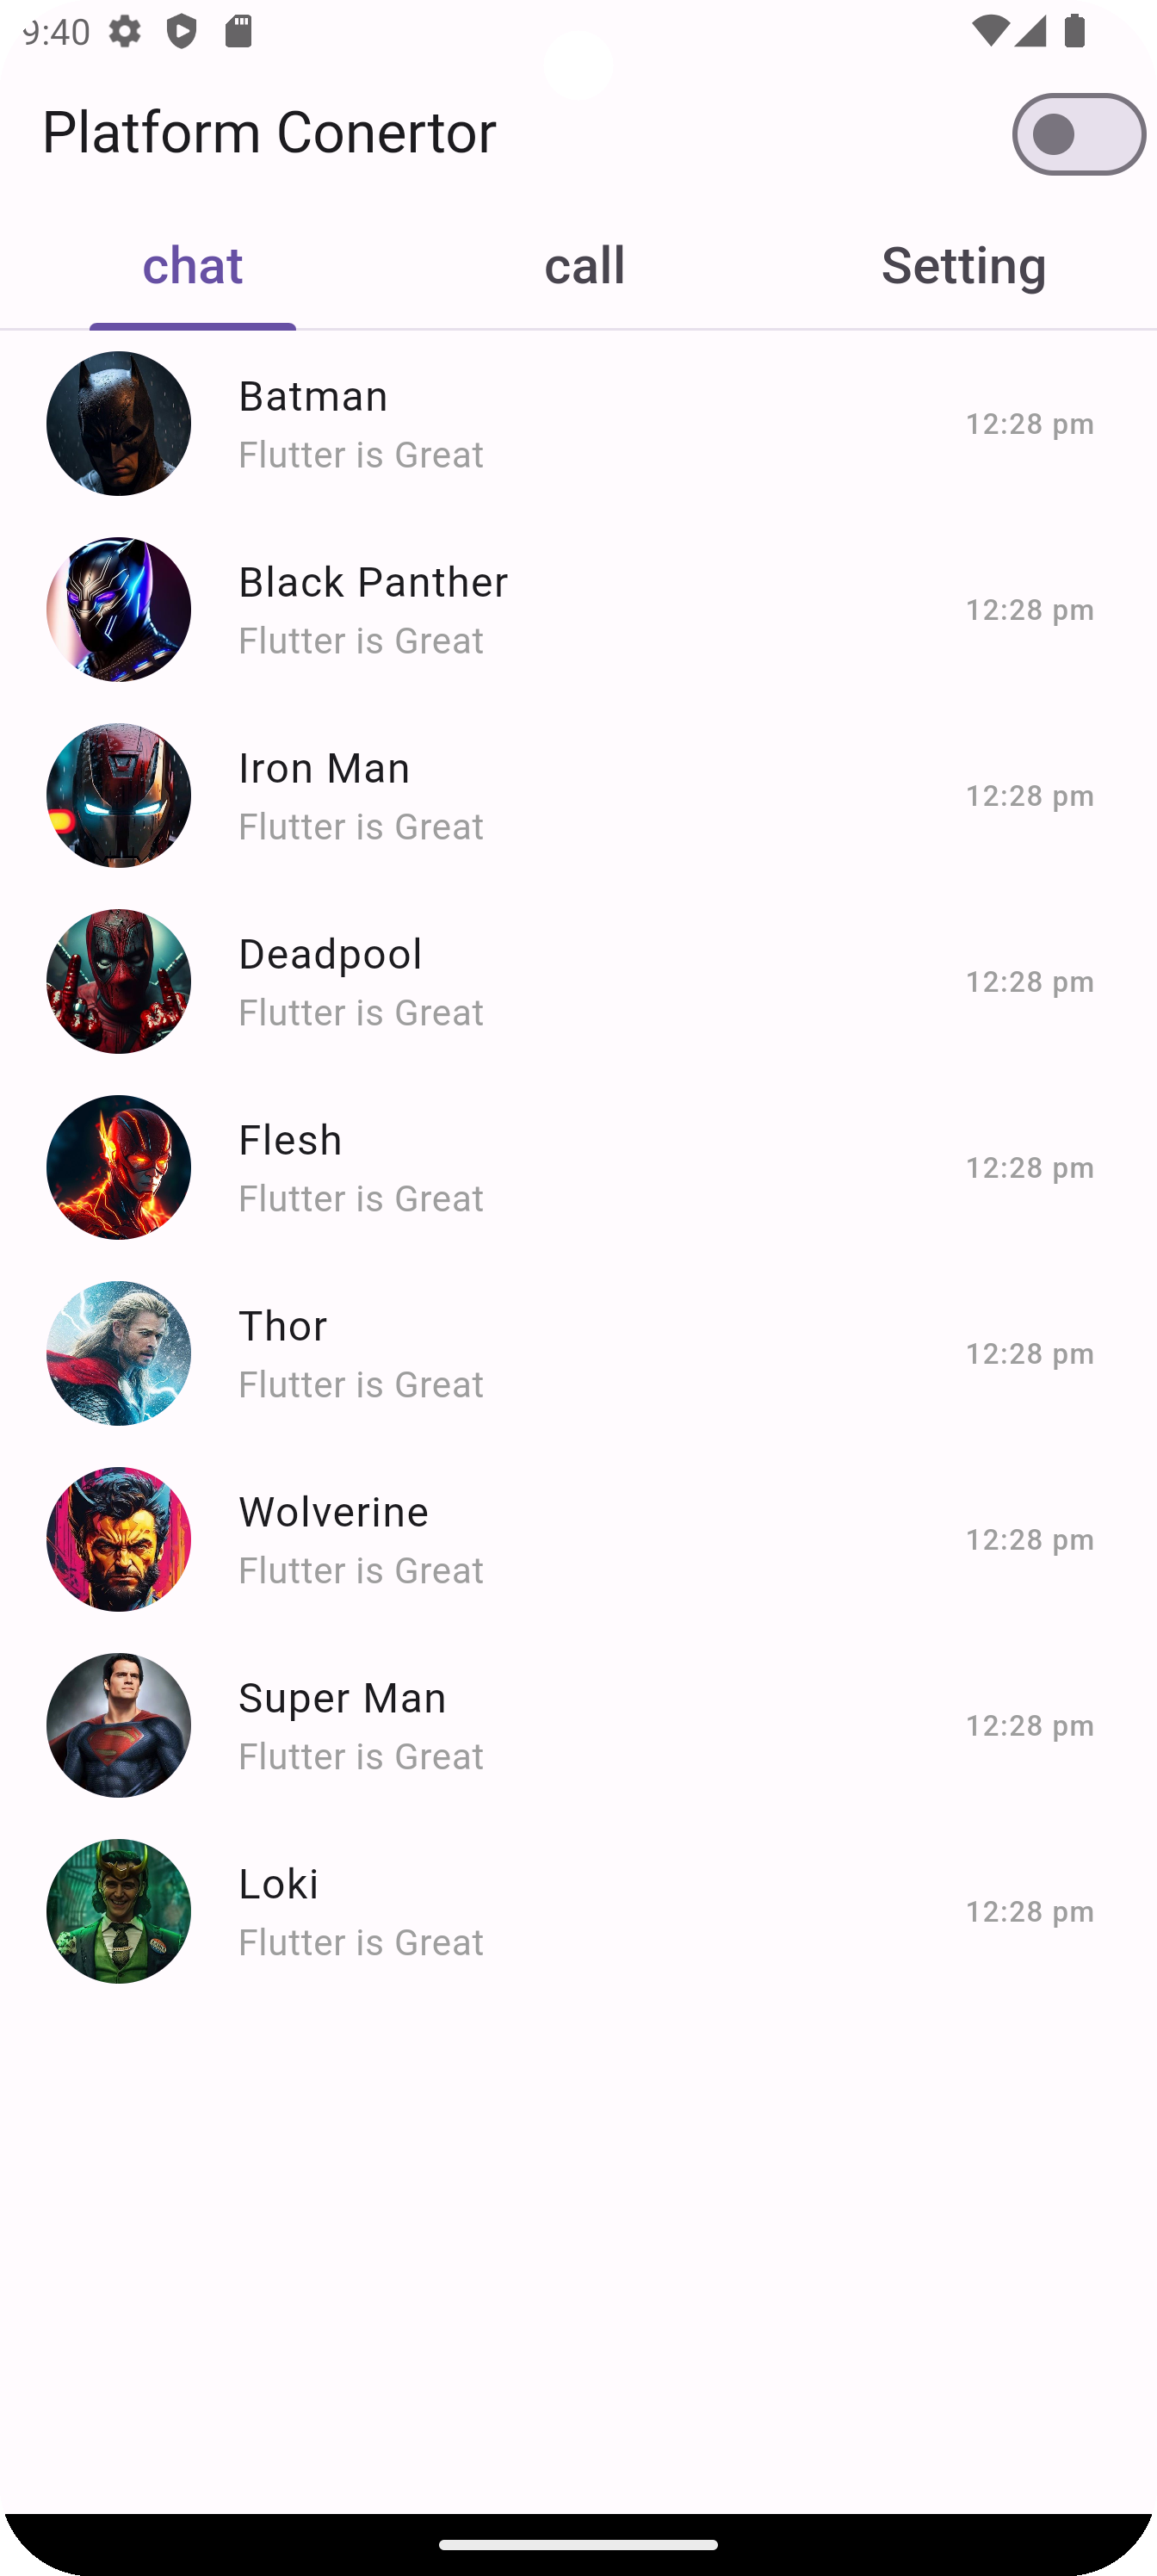 9:40
Platform Conertor
chat call Setting
Batman
Flutter is Great
12:28 pm
Black Panther
Flutter is Great
12:28 pm
Iron Man
Flutter is Great
12:28 pm
Deadpool
Flutter is Great
12:28 pm
Flesh
Flutter is Great
12:28 pm
Thor
Flutter is Great
12:28 pm
Wolverine
Flutter is Great
12:28 pm
Super Man
Flutter is Great
12:28 pm
Loki
Flutter is Great
12:28 pm